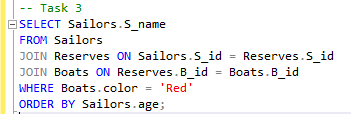 -- Task 3
SELECT Sailors.S_name
FROM Sailors
JOIN Reserves ON Sailors.S_id = Reserves.S_id
JOIN Boats ON Reserves.B_id = Boats.B_id
WHERE Boats.color = 'Red'
ORDER BY Sailors.age;